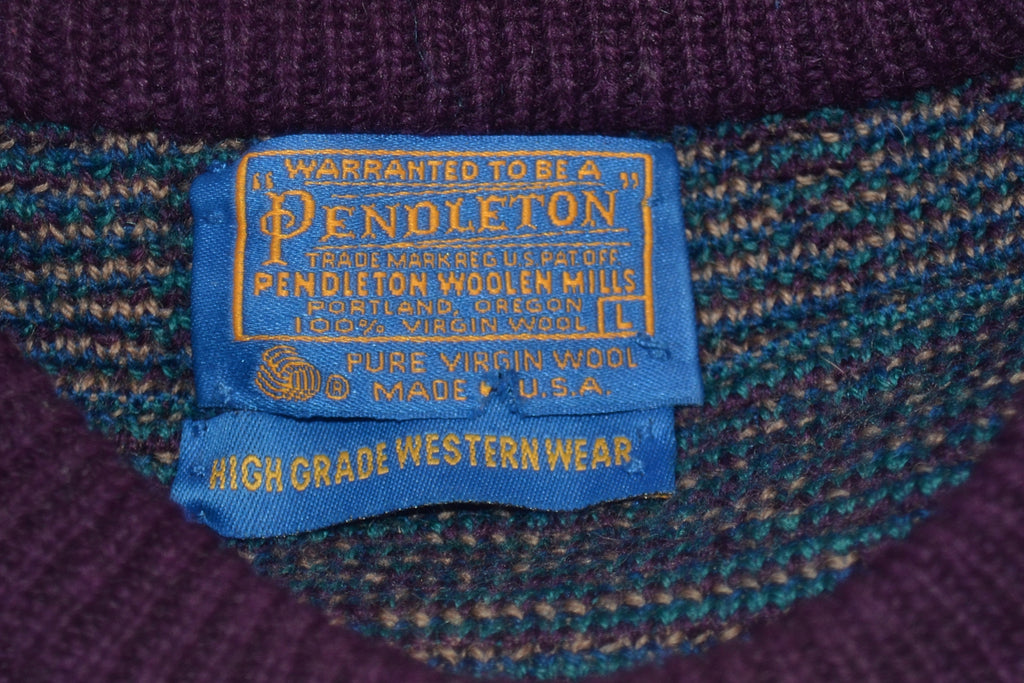 WARRANTED TO BE A
"PENDLETON"
TRADE MARK REG. U.S. PAT. OFF.
PENDLETON WOOLEN MILLS
PORTLAND, OREGON
100% VIRGIN WOOL L
® PURE VIRGIN WOOL
MADE U.S.A.
HIGH GRADE WESTERN WEAR